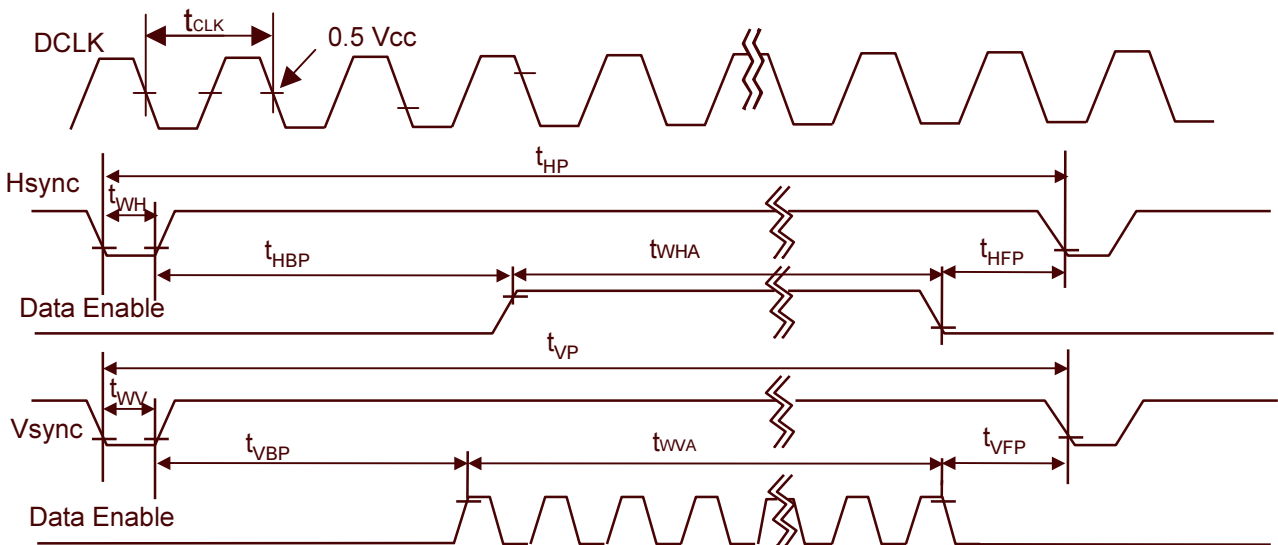 DCLK
tCLK
0.5 Vcc
tHP
Hsync
tWH
tHBP
tWHA
tHFP
Data Enable
tVP
tWV
Vsync
tVBP
tWVA
tVFP
Data Enable